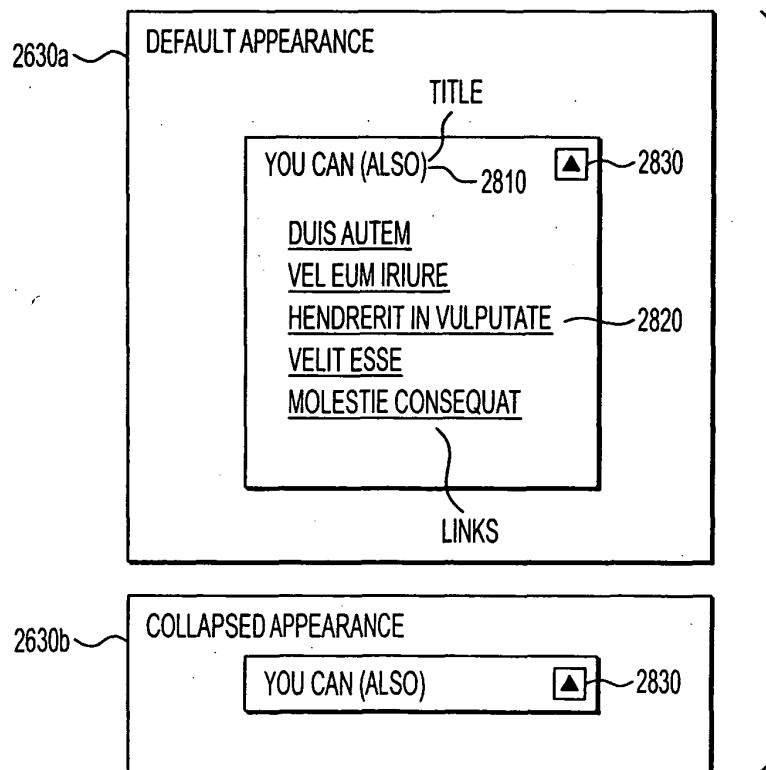 2630a
DEFAULT APPEARANCE
TITLE
YOU CAN (ALSO)
2810
2830
DUIS AUTEM
VEL EUM IRIURE
HENDRERIT IN VULPUTATE
2820
VELIT ESSE
MOLESTIE CONSEQUAT
LINKS
2630b
COLLAPSED APPEARANCE
YOU CAN (ALSO)
2830